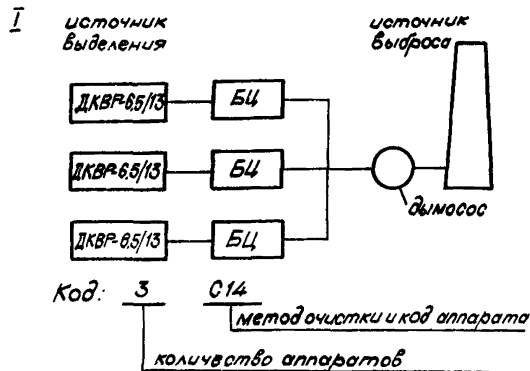 I
источник выделения
источник выброса
ДКВР-6,5/13
БЦ
ДКВР-6,5/13
БЦ
дымосос
ДКВР-6,5/13
БЦ
Код: 3 С14
метод очистки и код аппарата
количество аппаратов